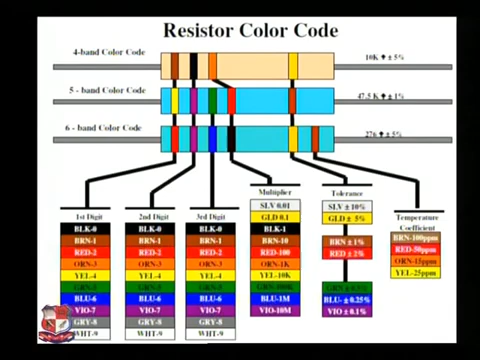 Resistor Color Code
4-band Color Code
10K ± 5%
5 - band Color Code
47.5 K ± 1%
6 - band Color Code
276 ± 5%
1st Digit
BLK-0
BRN-1
RED-2
ORN-3
YEL-4
GRN-5
BLU-6
VIO-7
GRY-8
WHT-9
2nd Digit
BLK-0
BRN-1
RED-2
ORN-3
YEL-4
GRN-5
BLU-6
VIO-7
GRY-8
WHT-9
3rd Digit
BLK-0
BRN-1
RED-2
ORN-3
YEL-4
GRN-5
BLU-6
VIO-7
GRY-8
WHT-9
Multiplier
SLV 0.01
GLD 0.1
BLK-1
BRN-10
RED-100
ORN-1K
YEL-10K
GRN-100K
BLU-1M
VIO-10M
Tolerance
SLV ± 10%
GLD ± 5%
BRN ± 1%
RED ± 2%
GRN ± 0.5%
BLU- ± 0.25%
VIO ± 0.1%
Temperature
Coefficient
BRN-100ppm
RED-50ppm
ORN-15ppm
YEL-25ppm